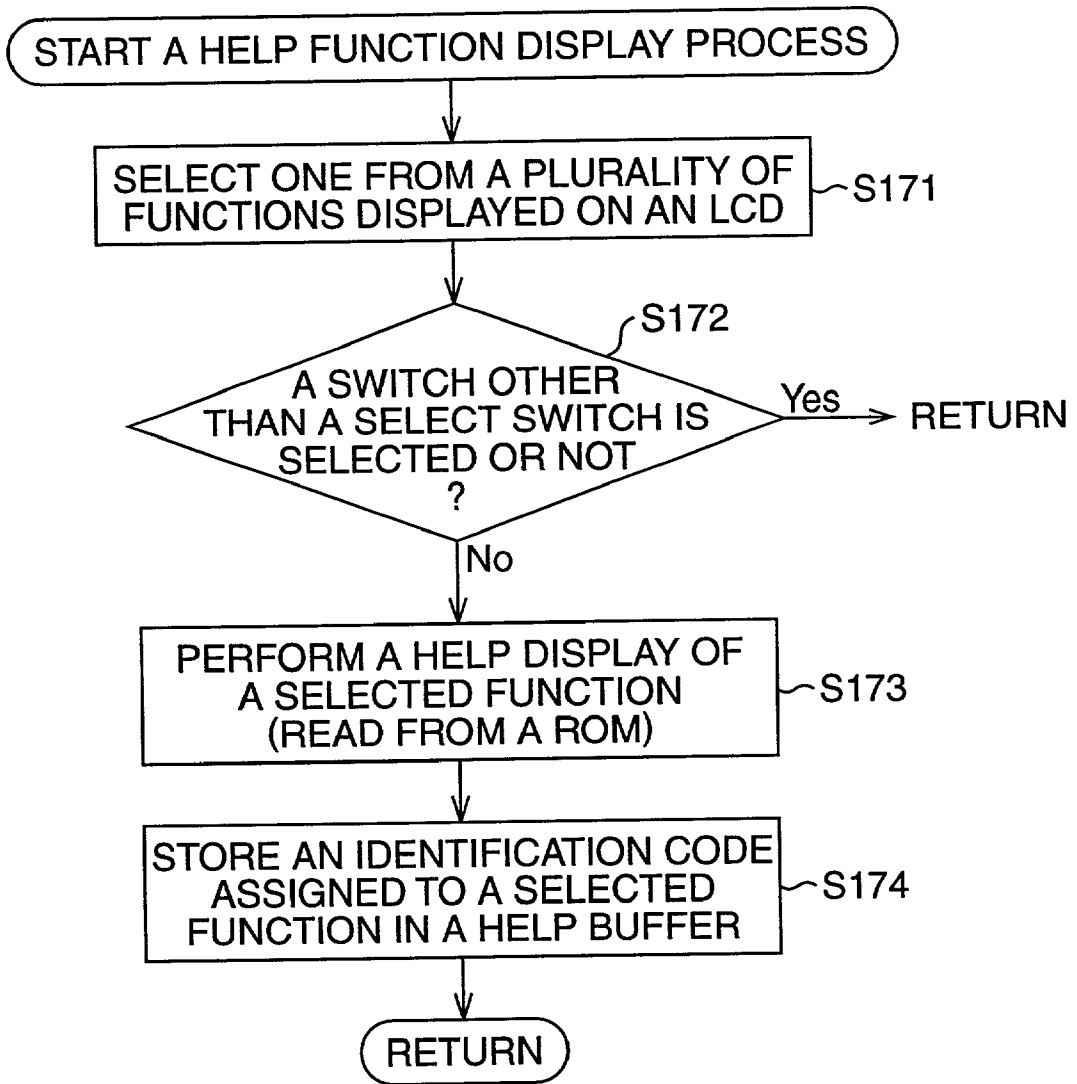 START A HELP FUNCTION DISPLAY PROCESS
SELECT ONE FROM A PLURALITY OF
FUNCTIONS DISPLAYED ON AN LCD
S171
S172
A SWITCH OTHER
THAN A SELECT SWITCH IS
SELECTED OR NOT
?
Yes
RETURN
No
PERFORM A HELP DISPLAY OF
A SELECTED FUNCTION
(READ FROM A ROM)
S173
STORE AN IDENTIFICATION CODE
ASSIGNED TO A SELECTED
FUNCTION IN A HELP BUFFER
S174
RETURN